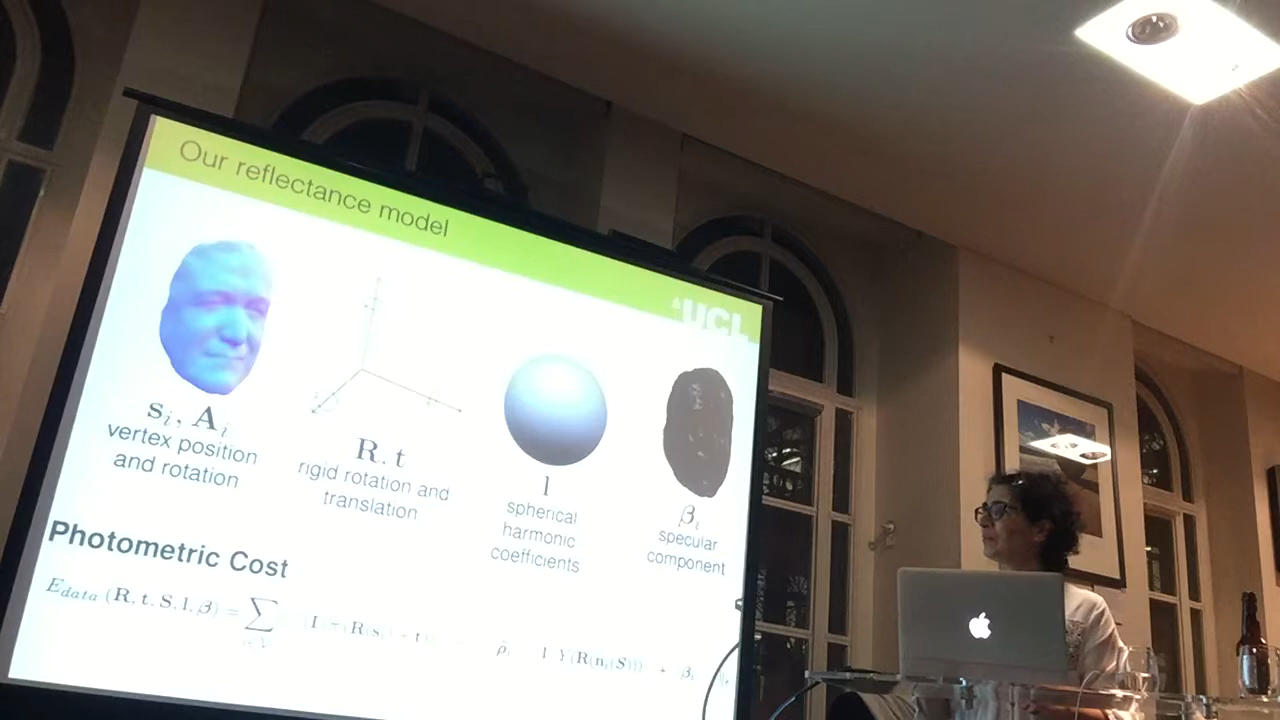 Our reflectance model
UCL
s_i, A_i
vertex position
and rotation
R, t
rigid rotation and
translation
l
spherical
harmonic
coefficients
β_i
specular
component
Photometric Cost
E_data (R, t, S, l, β) = ∑